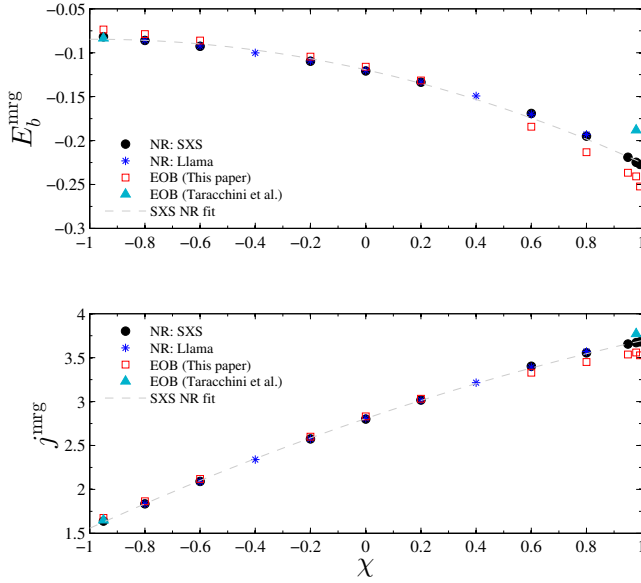 −0.05
−0.1
−0.15
−0.2
−0.25
−0.3
E_b^mrg
NR: SXS
NR: Llama
EOB (This paper)
EOB (Taracchini et al.)
SXS NR fit
−1 −0.8 −0.6 −0.4 −0.2 0 0.2 0.4 0.6 0.8 1
4
3.5
3
2.5
2
1.5
j^mrg
NR: SXS
NR: Llama
EOB (This paper)
EOB (Taracchini et al.)
SXS NR fit
−1 −0.8 −0.6 −0.4 −0.2 0 0.2 0.4 0.6 0.8 1
χ